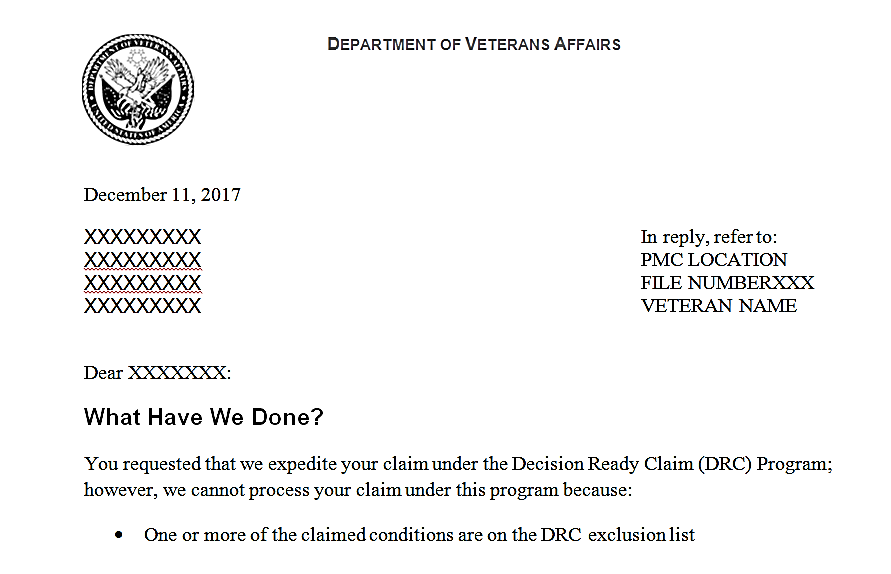 DEPARTMENT OF VETERANS AFFAIRS
DEPARTMENT OF VETERANS AFFAIRS
UNITED STATES OF AMERICA
December 11, 2017
XXXXXXXXX
XXXXXXXXX
XXXXXXXXX
XXXXXXXXX
In reply, refer to:
PMC LOCATION
FILE NUMBERXXX
VETERAN NAME
Dear XXXXXXX:
What Have We Done?
You requested that we expedite your claim under the Decision Ready Claim (DRC) Program;
however, we cannot process your claim under this program because:
• One or more of the claimed conditions are on the DRC exclusion list